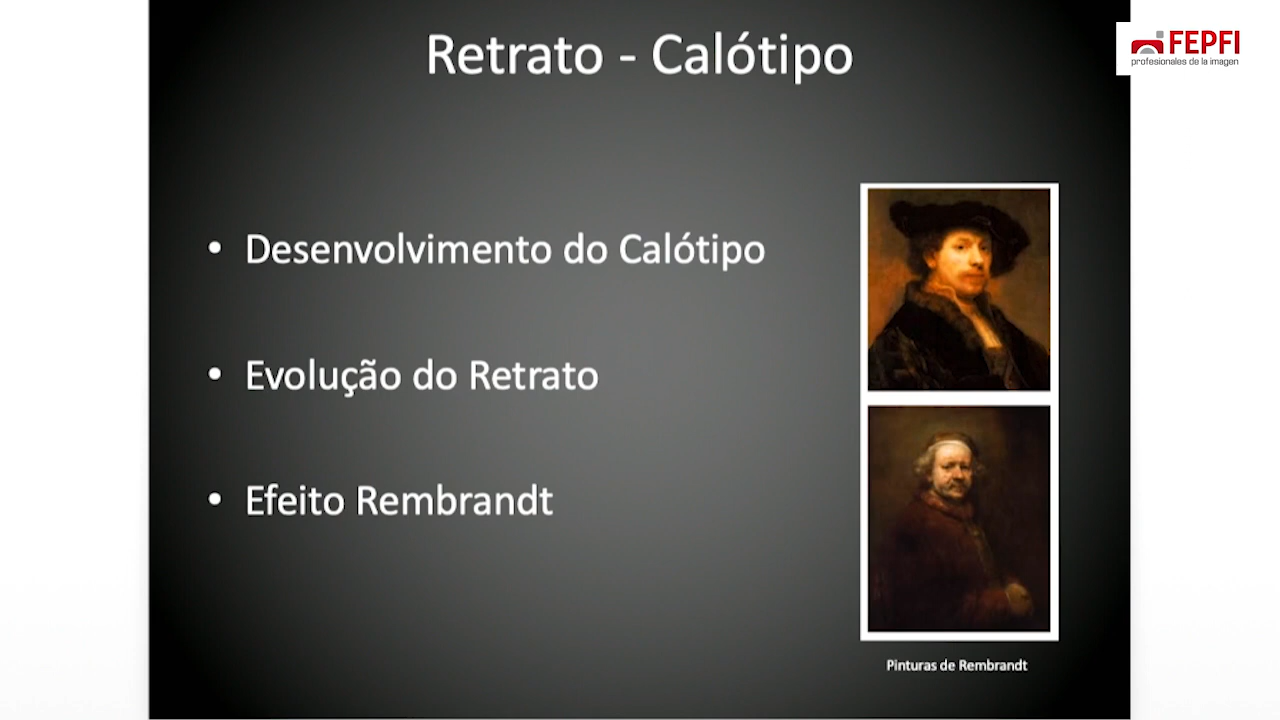 Retrato - Calótipo
FEPFI
profesionales de la imagen
• Desenvolvimento do Calótipo
• Evolução do Retrato
• Efeito Rembrandt
Pinturas de Rembrandt